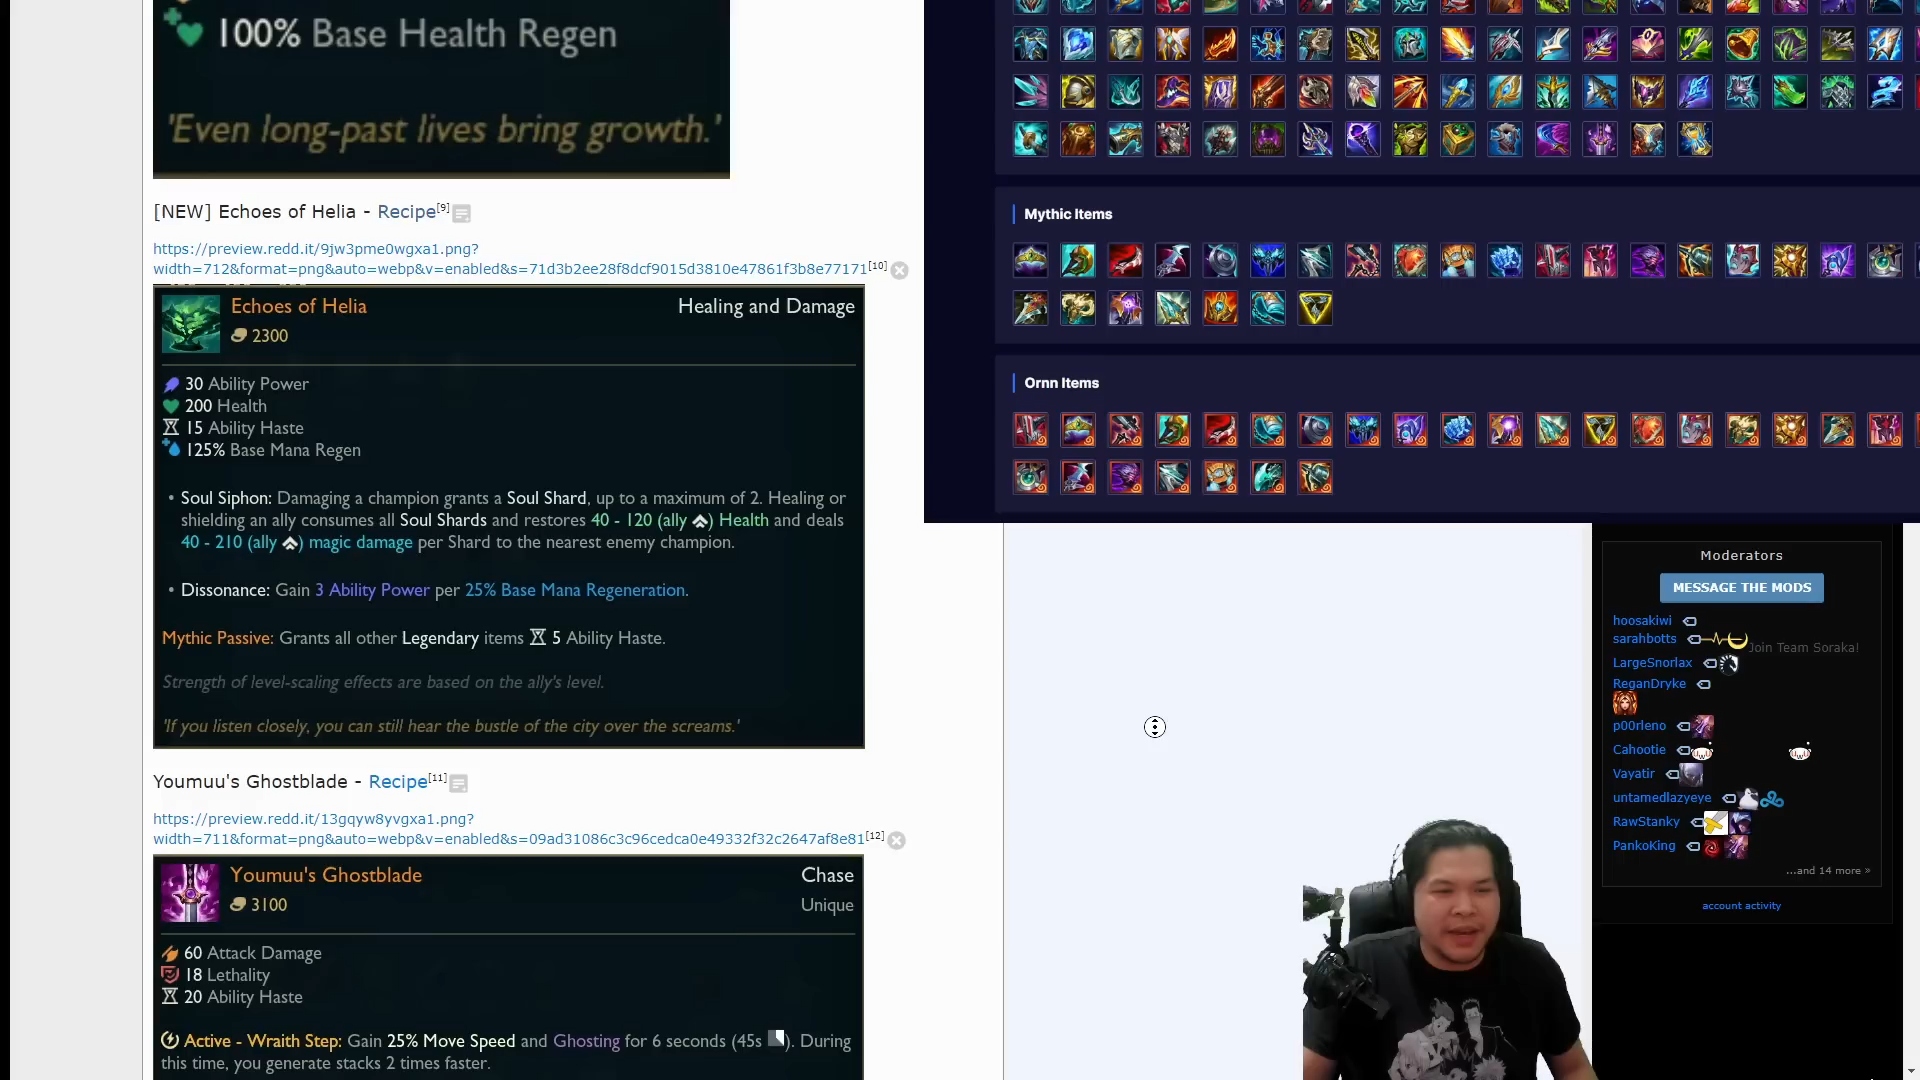 100% Base Health Regen
'Even long-past lives bring growth.'
[NEW] Echoes of Helia - Recipe[9]
https://preview.redd.it/9jw3pme0wgxa1.png?
width=712&format=png&auto=webp&v=enabled&s=71d3b2ee28f8dcf9015d3810e47861f3b8e77171[10]
Echoes of Helia
Healing and Damage
2300
30 Ability Power
200 Health
15 Ability Haste
125% Base Mana Regen
• Soul Siphon: Damaging a champion grants a Soul Shard, up to a maximum of 2. Healing or
shielding an ally consumes all Soul Shards and restores 40 - 120 (ally ) Health and deals
40 - 210 (ally ) magic damage per Shard to the nearest enemy champion.
• Dissonance: Gain 3 Ability Power per 25% Base Mana Regeneration.
Mythic Passive: Grants all other Legendary items 5 Ability Haste.
Strength of level-scaling effects are based on the ally's level.
'If you listen closely, you can still hear the bustle of the city over the screams.'
Youmuu's Ghostblade - Recipe[11]
https://preview.redd.it/13gqyw8yvgxa1.png?
width=711&format=png&auto=webp&v=enabled&s=09ad31086c3c96cedca0e49332f32c2647af8e81[12]
Youmuu's Ghostblade
Chase
3100
Unique
60 Attack Damage
18 Lethality
20 Ability Haste
Active - Wraith Step: Gain 25% Move Speed and Ghosting for 6 seconds (45s ). During
this time, you generate stacks 2 times faster.
Mythic Items
Ornn Items
Moderators
MESSAGE THE MODS
hoosakiwi
sarahbotts
Join Team Soraka!
LargeSnorlax
ReganDryke
p00rleno
Cahootie
Vayatir
untamedlazyeye
RawStanky
PankoKing
...and 14 more »
account activity